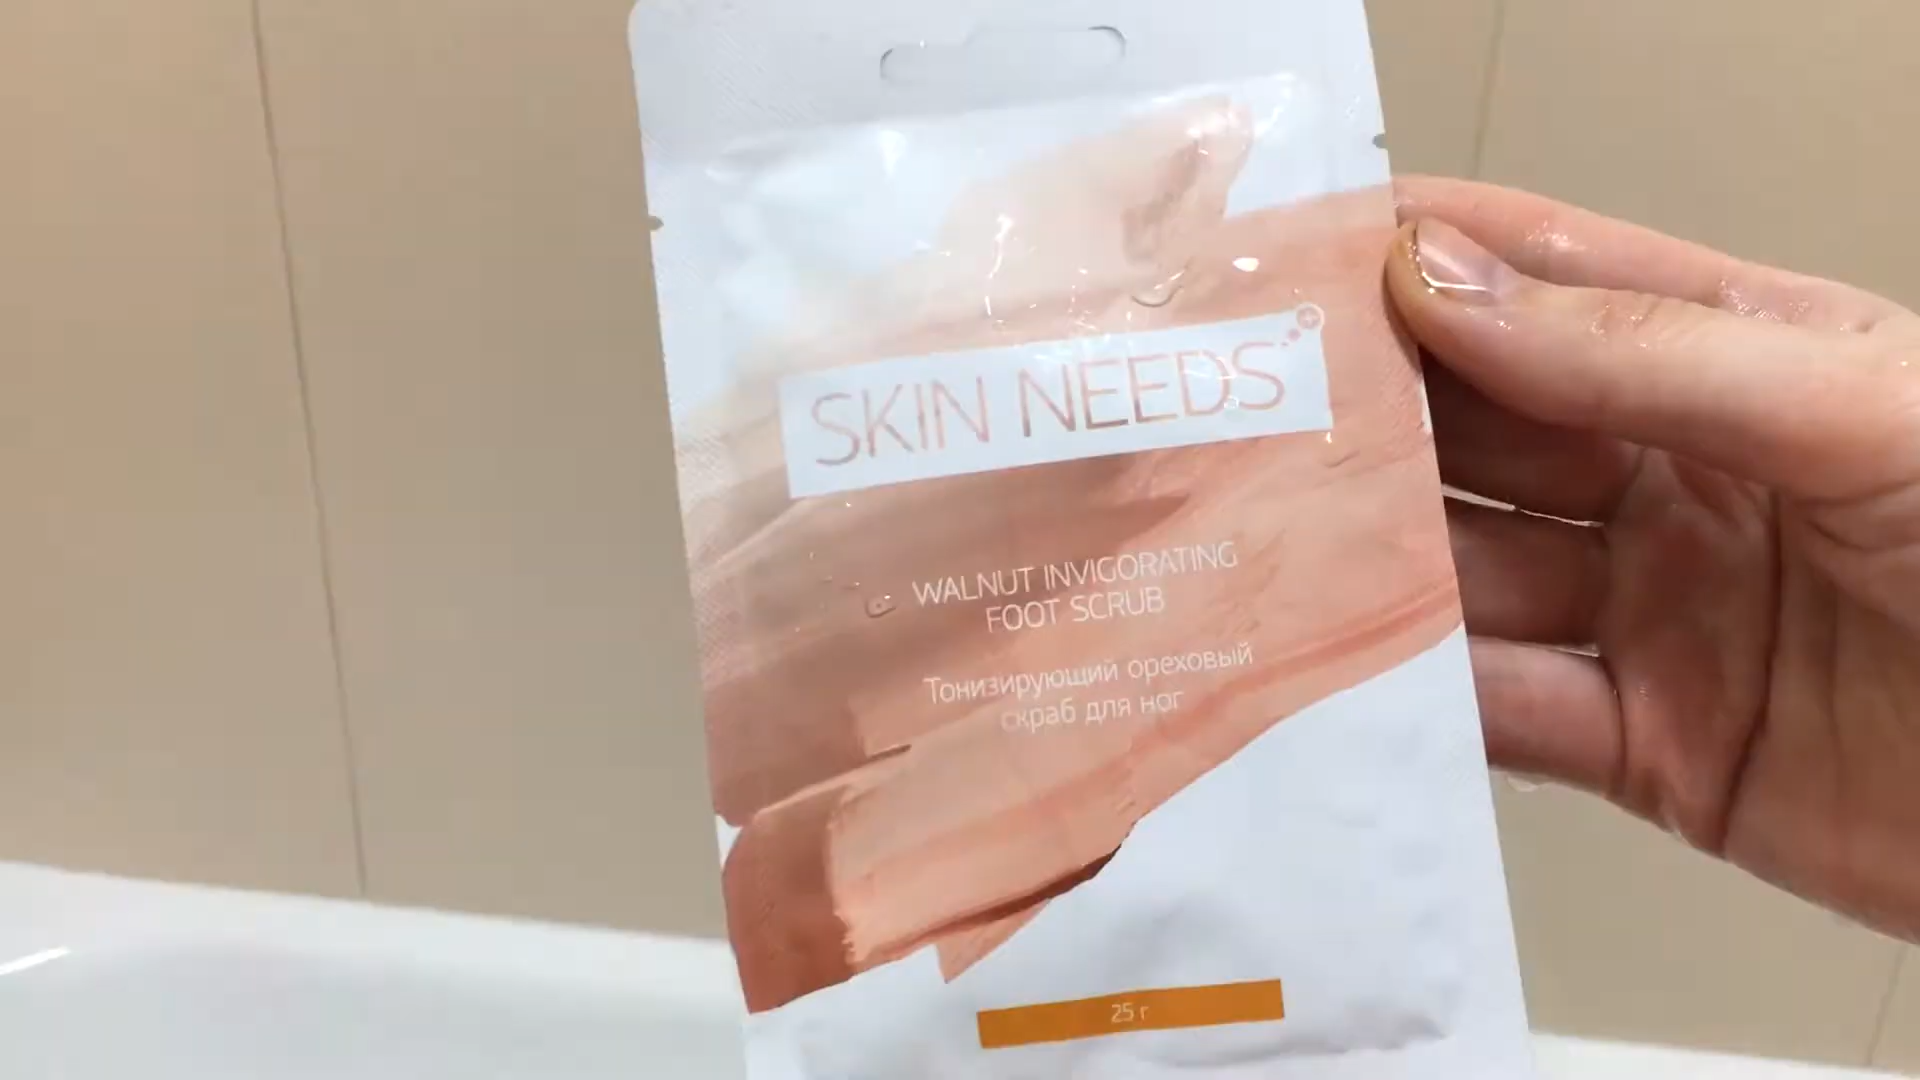 SKIN NEEDS
WALNUT INVIGORATING
FOOT SCRUB
Тонизирующий ореховый
скраб для ног
25 г